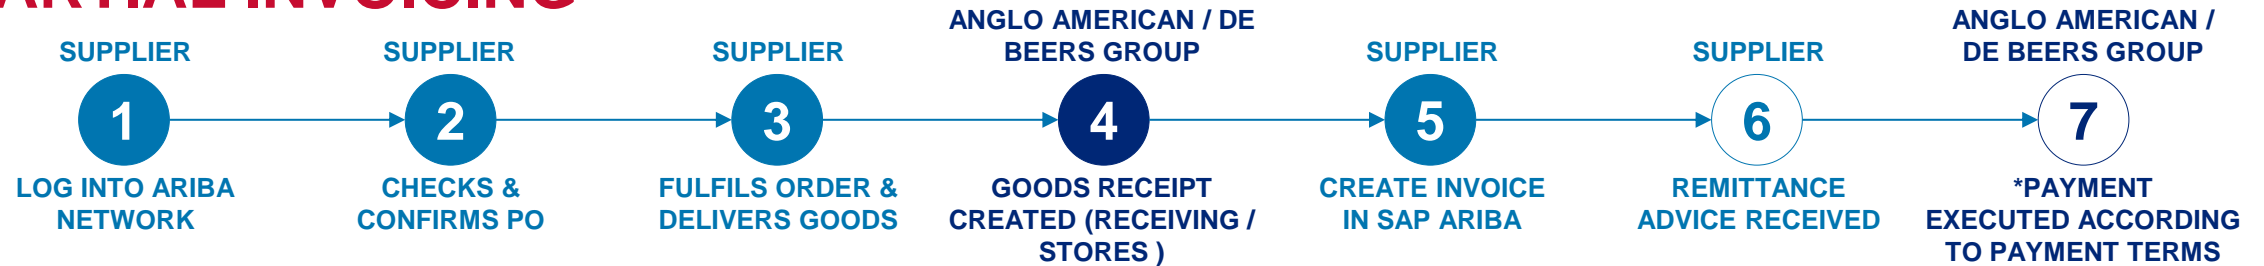 ARTIAL INVOICING
SUPPLIER
1
LOG INTO ARIBA
NETWORK
SUPPLIER
2
CHECKS &
CONFIRMS PO
SUPPLIER
3
FULFILS ORDER &
DELIVERS GOODS
ANGLO AMERICAN / DE
BEERS GROUP
4
GOODS RECEIPT
CREATED (RECEIVING /
STORES )
SUPPLIER
5
CREATE INVOICE
IN SAP ARIBA
SUPPLIER
6
REMITTANCE
ADVICE RECEIVED
ANGLO AMERICAN /
DE BEERS GROUP
7
*PAYMENT
EXECUTED ACCORDING
TO PAYMENT TERMS